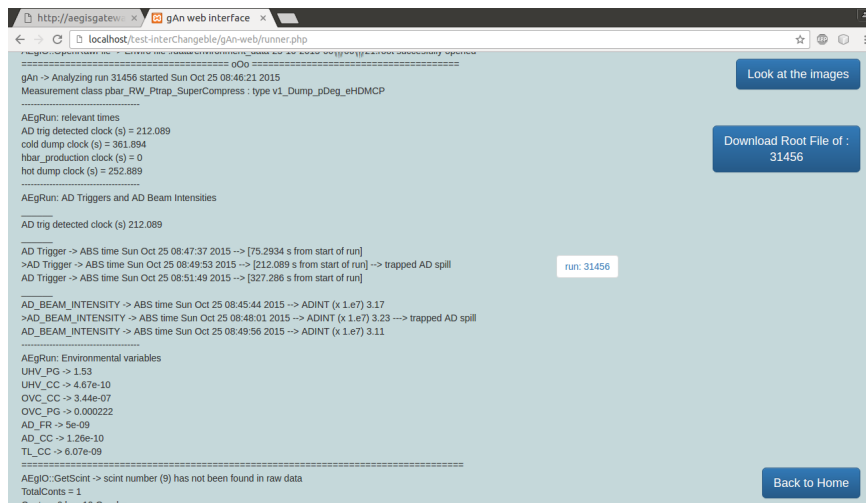 http://aegisgatewa
gAn web interface
localhost/test-interChangeble/gAn-web/runner.php
ABP
===================================== oOo =====================================
gAn -> Analyzing run 31456 started Sun Oct 25 08:46:21 2015
Measurement class pbar_RW_Ptrap_SuperCompress : type v1_Dump_pDeg_eHDMCP
---------------------------------------
AEgRun: relevant times
AD trig detected clock (s) = 212.089
cold dump clock (s) = 361.894
hbar_production clock (s) = 0
hot dump clock (s) = 252.889
---------------------------------------
AEgRun: AD Triggers and AD Beam Intensities
______
AD trig detected clock (s) 212.089
______
AD Trigger -> ABS time Sun Oct 25 08:47:37 2015 --> [75.2934 s from start of run]
>AD Trigger -> ABS time Sun Oct 25 08:49:53 2015 --> [212.089 s from start of run] --> trapped AD spill
AD Trigger -> ABS time Sun Oct 25 08:51:49 2015 --> [327.286 s from start of run]
______
AD_BEAM_INTENSITY -> ABS time Sun Oct 25 08:45:44 2015 --> ADINT (x 1.e7) 3.17
>AD_BEAM_INTENSITY -> ABS time Sun Oct 25 08:48:01 2015 --> ADINT (x 1.e7) 3.23 ---> trapped AD spill
AD_BEAM_INTENSITY -> ABS time Sun Oct 25 08:49:56 2015 --> ADINT (x 1.e7) 3.11
---------------------------------------
AEgRun: Environmental variables
UHV_PG -> 1.53
UHV_CC -> 4.67e-10
OVC_CC -> 3.44e-07
OVC_PG -> 0.000222
AD_FR -> 5e-09
AD_CC -> 1.26e-10
TL_CC -> 6.07e-09
=====================================================================================
AEgIO::GetScint -> scint number (9) has not been found in raw data
TotalConts = 1
Look at the images
Download Root File of :
31456
run: 31456
Back to Home